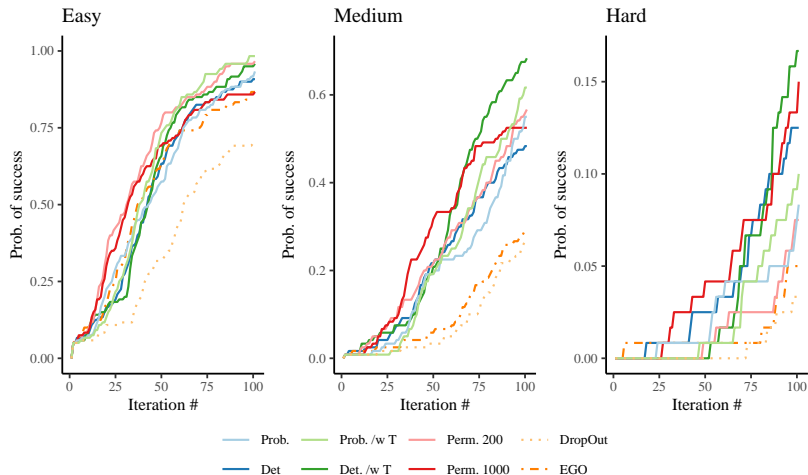 Easy
Medium
Hard
Prob. of success
1.00
0.75
0.50
0.25
0.00
0
25
50
75
100
Iteration #
Prob. of success
0.6
0.4
0.2
0.0
0
25
50
75
100
Iteration #
Prob. of success
0.15
0.10
0.05
0.00
0
25
50
75
100
Iteration #
Prob.
Prob. /w T
Perm. 200
DropOut
Det
Det. /w T
Perm. 1000
EGO